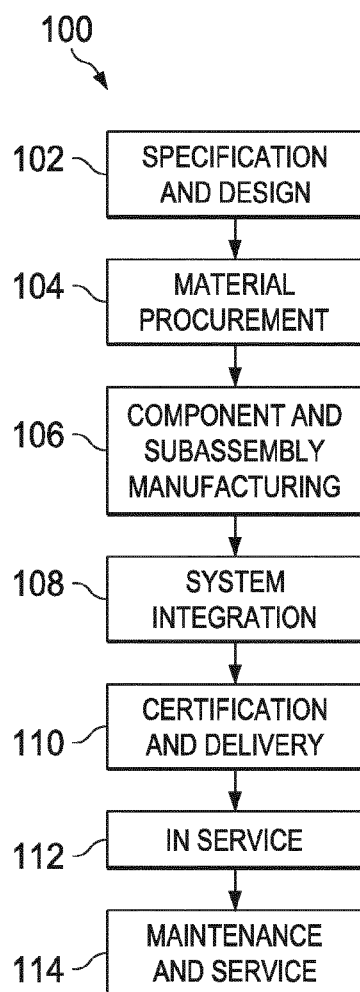 100
102
SPECIFICATION
AND DESIGN
104
MATERIAL
PROCUREMENT
106
COMPONENT AND
SUBASSEMBLY
MANUFACTURING
108
SYSTEM
INTEGRATION
110
CERTIFICATION
AND DELIVERY
112
IN SERVICE
114
MAINTENANCE
AND SERVICE